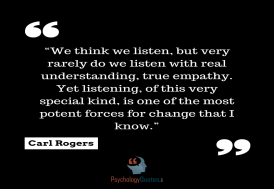 “We think we listen, but very
rarely do we listen with real
understanding, true empathy.
Yet listening, of this very
special kind, is one of the most
potent forces for change that I
know.”
Carl Rogers
PsychologyQuotes